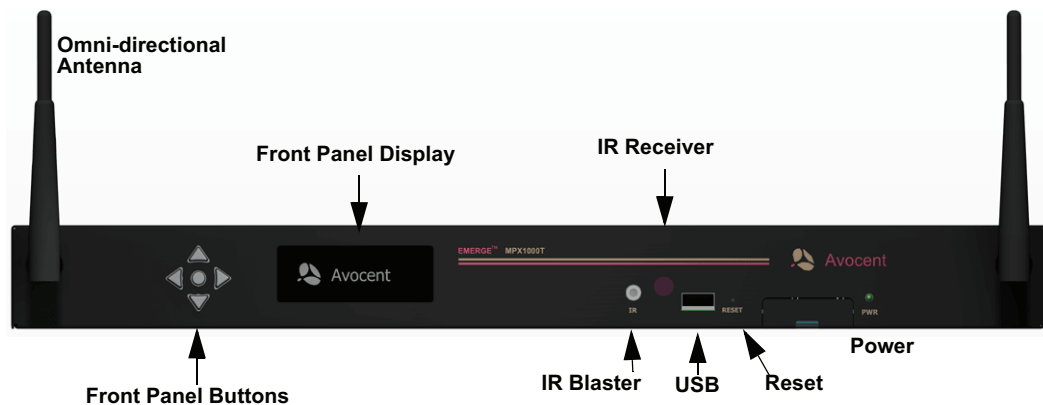 Omni-directional
Antenna
Front Panel Display
IR Receiver
EMERGE™ MPX1000T
Avocent
Avocent
IR
RESET
PWR
Power
IR Blaster
USB
Reset
Front Panel Buttons